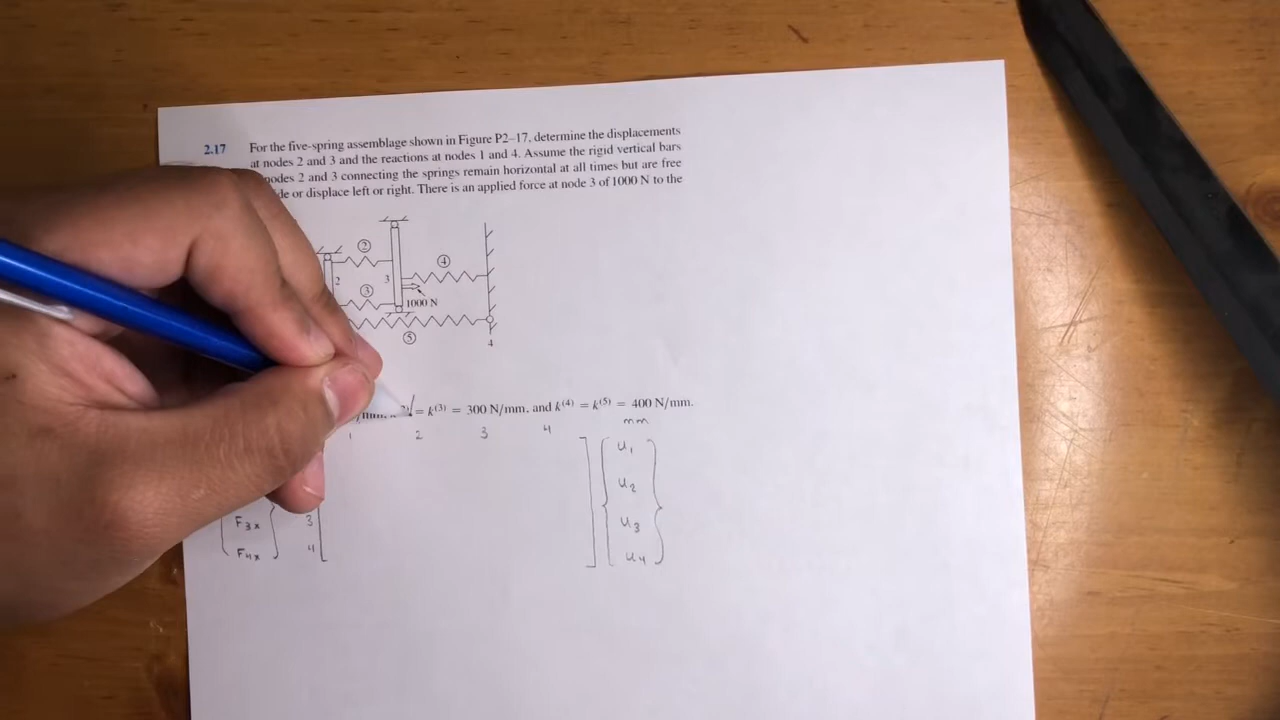 2.17 For the five-spring assemblage shown in Figure P2–17, determine the displacements
at nodes 2 and 3 and the reactions at nodes 1 and 4. Assume the rigid vertical bars
nodes 2 and 3 connecting the springs remain horizontal at all times but are free
or displace left or right. There is an applied force at node 3 of 1000 N to the
②
④
2 3
③
1000 N
⑤
4
= k(3) = 300 N/mm, and k(4) = k(5) = 400 N/mm.
mm
1 2 3 4
u1
u2
F3x 3 u3
F4x 4 u4